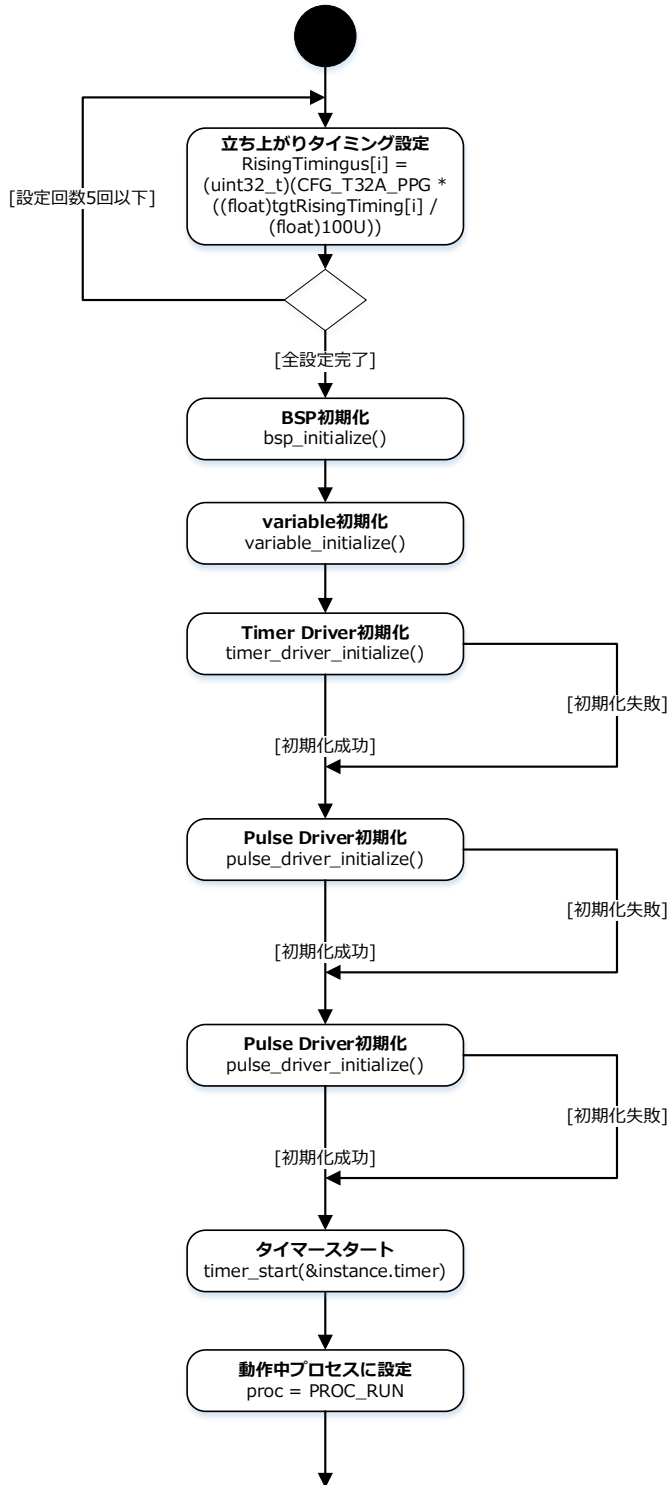 立ち上がりタイミング設定
RisingTimingus[i] =
(uint32_t)(CFG_T32A_PPG *
((float)tgtRisingTiming[i] /
(float)100U))
[設定回数5回以下]
[全設定完了]
BSP初期化
bsp_initialize()
variable初期化
variable_initialize()
Timer Driver初期化
timer_driver_initialize()
[初期化失敗]
[初期化成功]
Pulse Driver初期化
pulse_driver_initialize()
[初期化失敗]
[初期化成功]
Pulse Driver初期化
pulse_driver_initialize()
[初期化失敗]
[初期化成功]
タイマースタート
timer_start(&instance.timer)
動作中プロセスに設定
proc = PROC_RUN